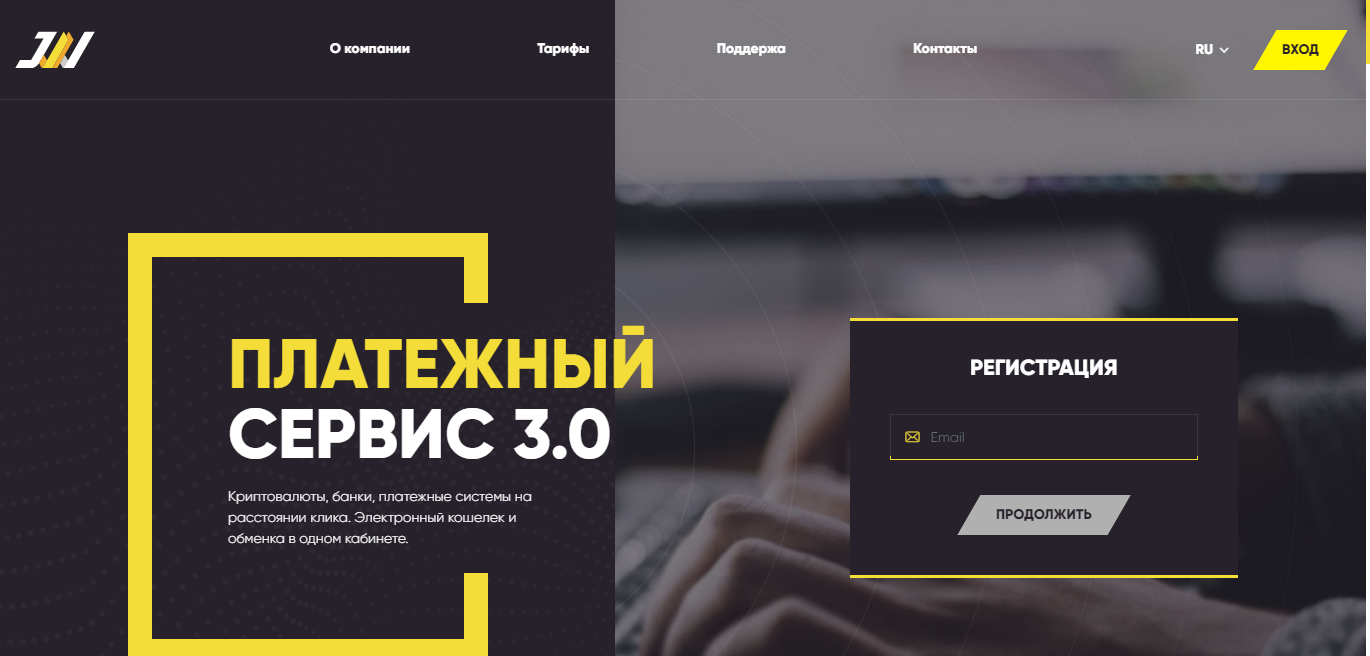 JW
О компании
Тарифы
Поддержа
Контакты
RU
ВХОД
ПЛАТЕЖНЫЙ
СЕРВИС 3.0
Криптовалюты, банки, платежные системы на
расстоянии клика. Электронный кошелек и
обменка в одном кабинете.
РЕГИСТРАЦИЯ
Email
ПРОДОЛЖИТЬ